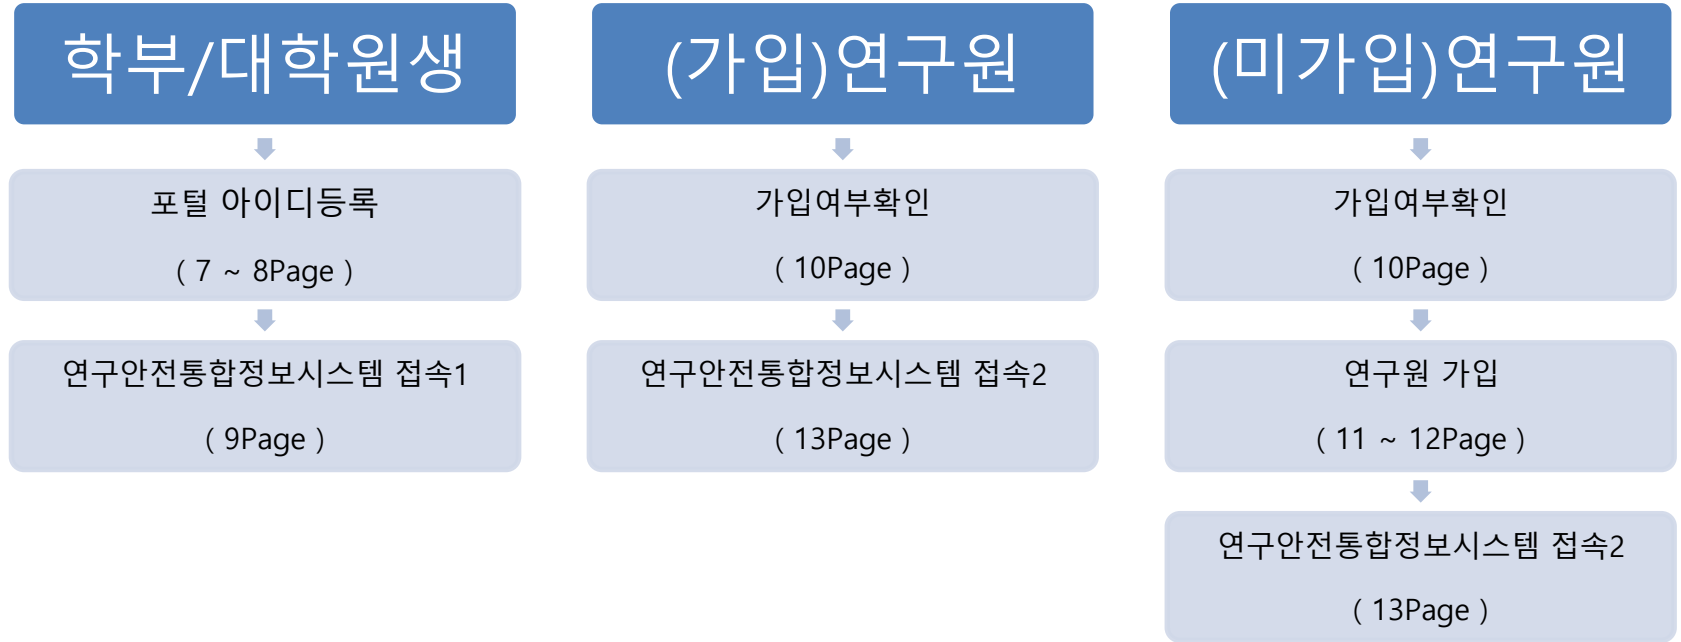 학부/대학원생
포털 아이디등록
( 7 ~ 8Page )
연구안전통합정보시스템 접속1
( 9Page )
(가입)연구원
가입여부확인
( 10Page )
연구안전통합정보시스템 접속2
( 13Page )
(미가입)연구원
가입여부확인
( 10Page )
연구원 가입
( 11 ~ 12Page )
연구안전통합정보시스템 접속2
( 13Page )